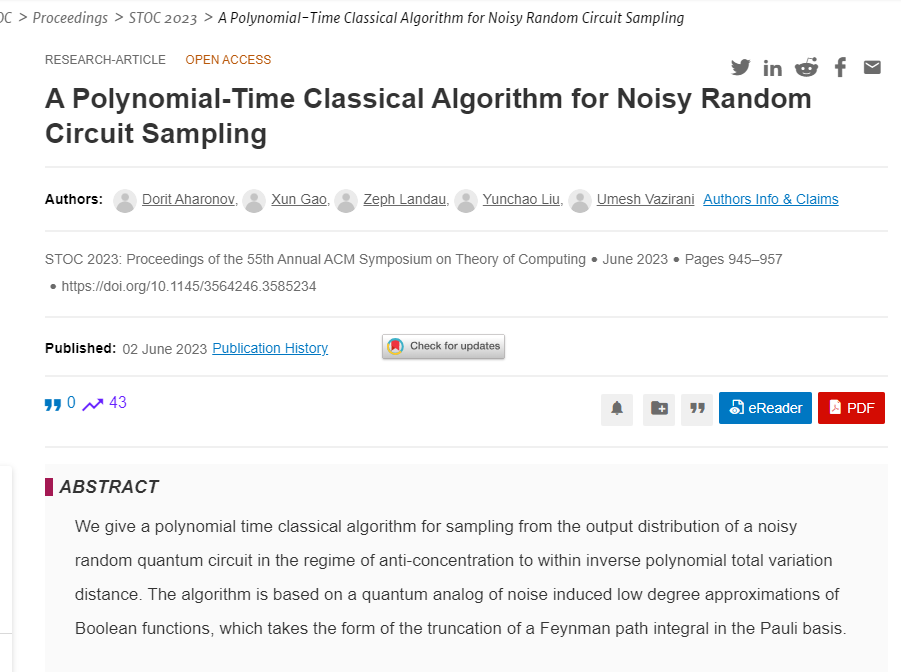 OC > Proceedings > STOC 2023 > A Polynomial-Time Classical Algorithm for Noisy Random Circuit Sampling
RESEARCH-ARTICLE OPEN ACCESS
A Polynomial-Time Classical Algorithm for Noisy Random
Circuit Sampling
Authors: Dorit Aharonov, Xun Gao, Zeph Landau, Yunchao Liu, Umesh Vazirani Authors Info & Claims
STOC 2023: Proceedings of the 55th Annual ACM Symposium on Theory of Computing • June 2023 • Pages 945–957
• https://doi.org/10.1145/3564246.3585234
Published: 02 June 2023 Publication History Check for updates
0 43 eReader PDF
ABSTRACT
We give a polynomial time classical algorithm for sampling from the output distribution of a noisy
random quantum circuit in the regime of anti-concentration to within inverse polynomial total variation
distance. The algorithm is based on a quantum analog of noise induced low degree approximations of
Boolean functions, which takes the form of the truncation of a Feynman path integral in the Pauli basis.